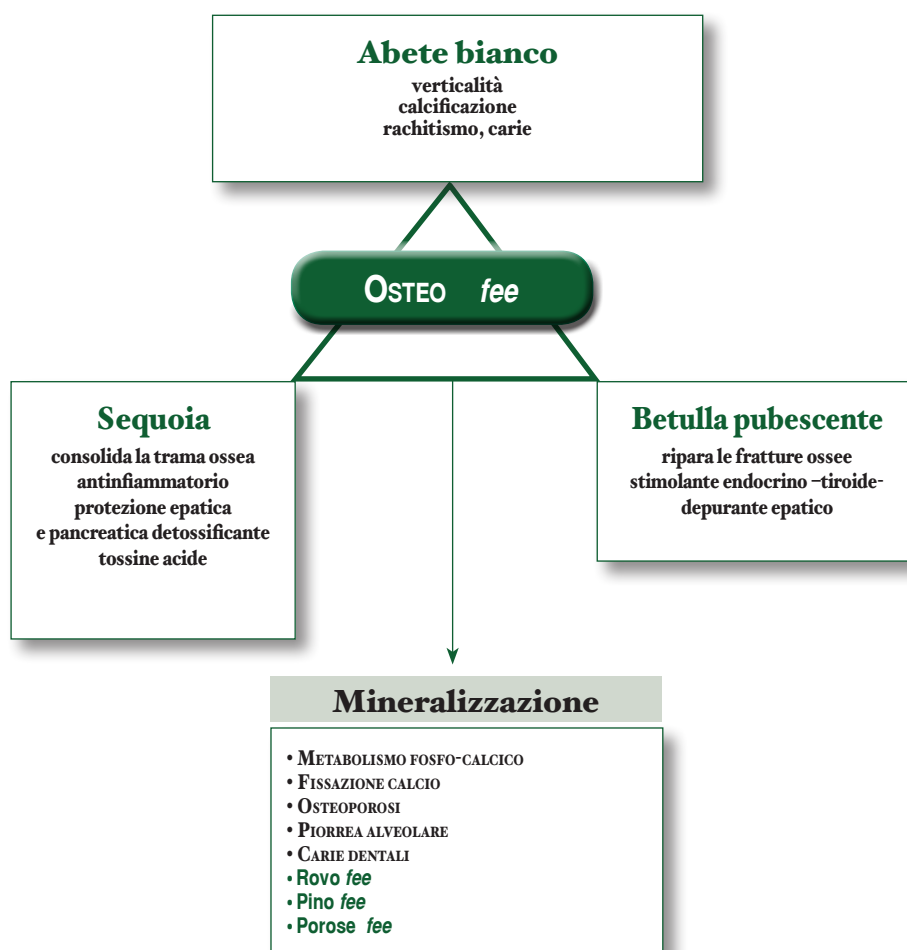 Abete bianco
verticalità
calcificazione
rachitismo, carie
Osteo fee
Sequoia
consolida la trama ossea
antinfiammatorio
protezione epatica
e pancreatica detossificante
tossine acide
Betulla pubescente
ripara le fratture ossee
stimolante endocrino –tiroide-
depurante epatico
Mineralizzazione
• Metabolismo fosfo-calcico
• Fissazione calcio
• Osteoporosi
• Piorrea alveolare
• Carie dentali
• Rovo fee
• Pino fee
• Porose fee